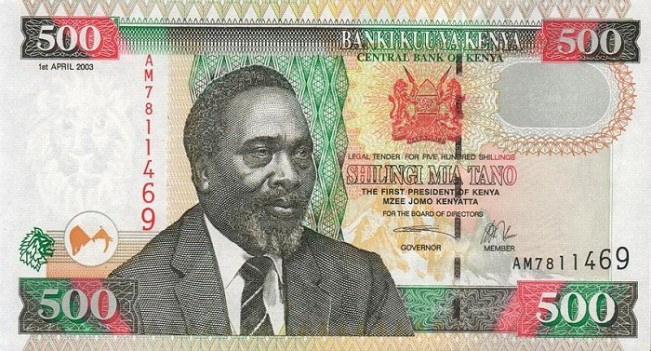 500
BANKI KUU YA KENYA
500
1st APRIL 2003
CENTRAL BANK OF KENYA
AM7811469
LEGAL TENDER FOR FIVE HUNDRED SHILLINGS
SHILINGI MIA TANO
THE FIRST PRESIDENT OF KENYA
MZEE JOMO KENYATTA
FOR THE BOARD OF DIRECTORS
GOVERNOR
MEMBER
AM7811469
500
500